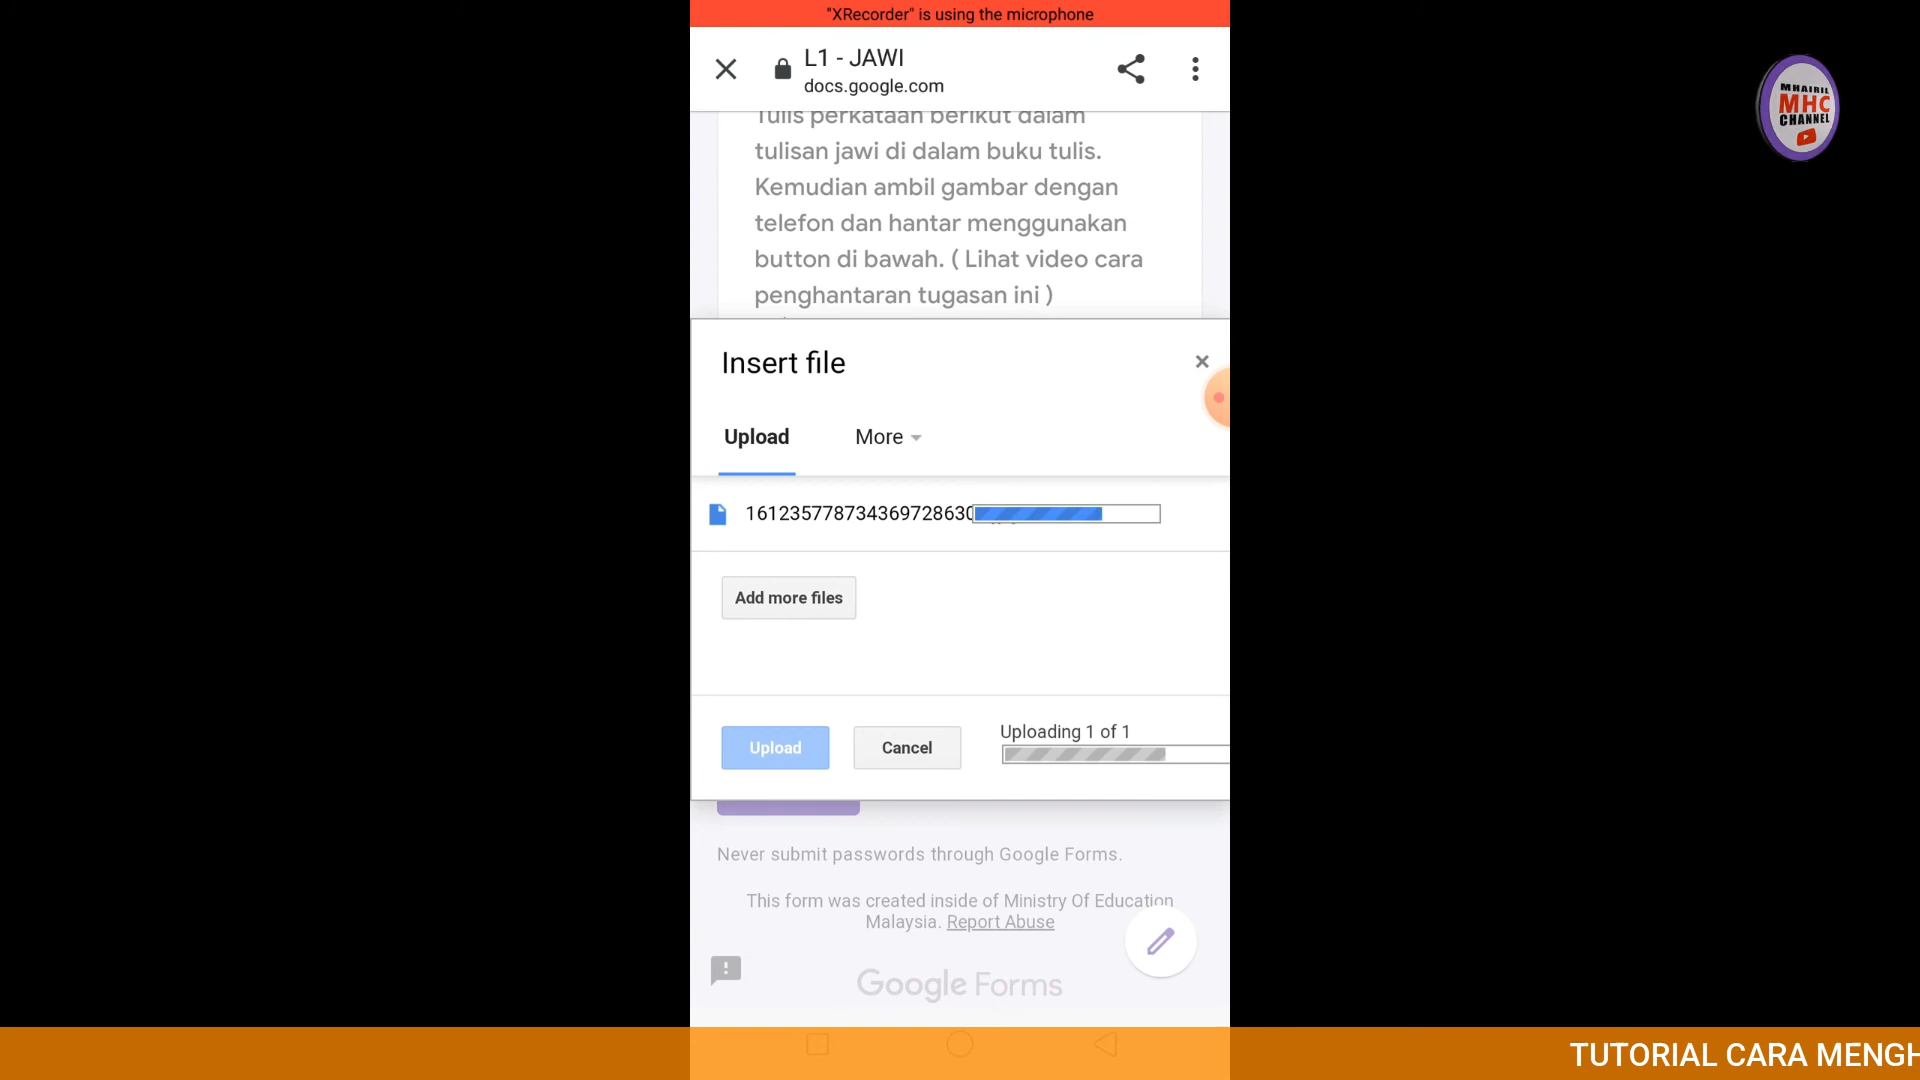 "XRecorder" is using the microphone
L1 - JAWI
docs.google.com
MHAIRIL
MHC
CHANNEL
Tulis perkataan berikut dalam
tulisan jawi di dalam buku tulis.
Kemudian ambil gambar dengan
telefon dan hantar menggunakan
button di bawah. ( Lihat video cara
penghantaran tugasan ini )
Insert file
Upload
More
161235778734369728630
Add more files
Upload
Cancel
Uploading 1 of 1
Never submit passwords through Google Forms.
This form was created inside of Ministry Of Education
Malaysia. Report Abuse
Google Forms
TUTORIAL CARA MENGH